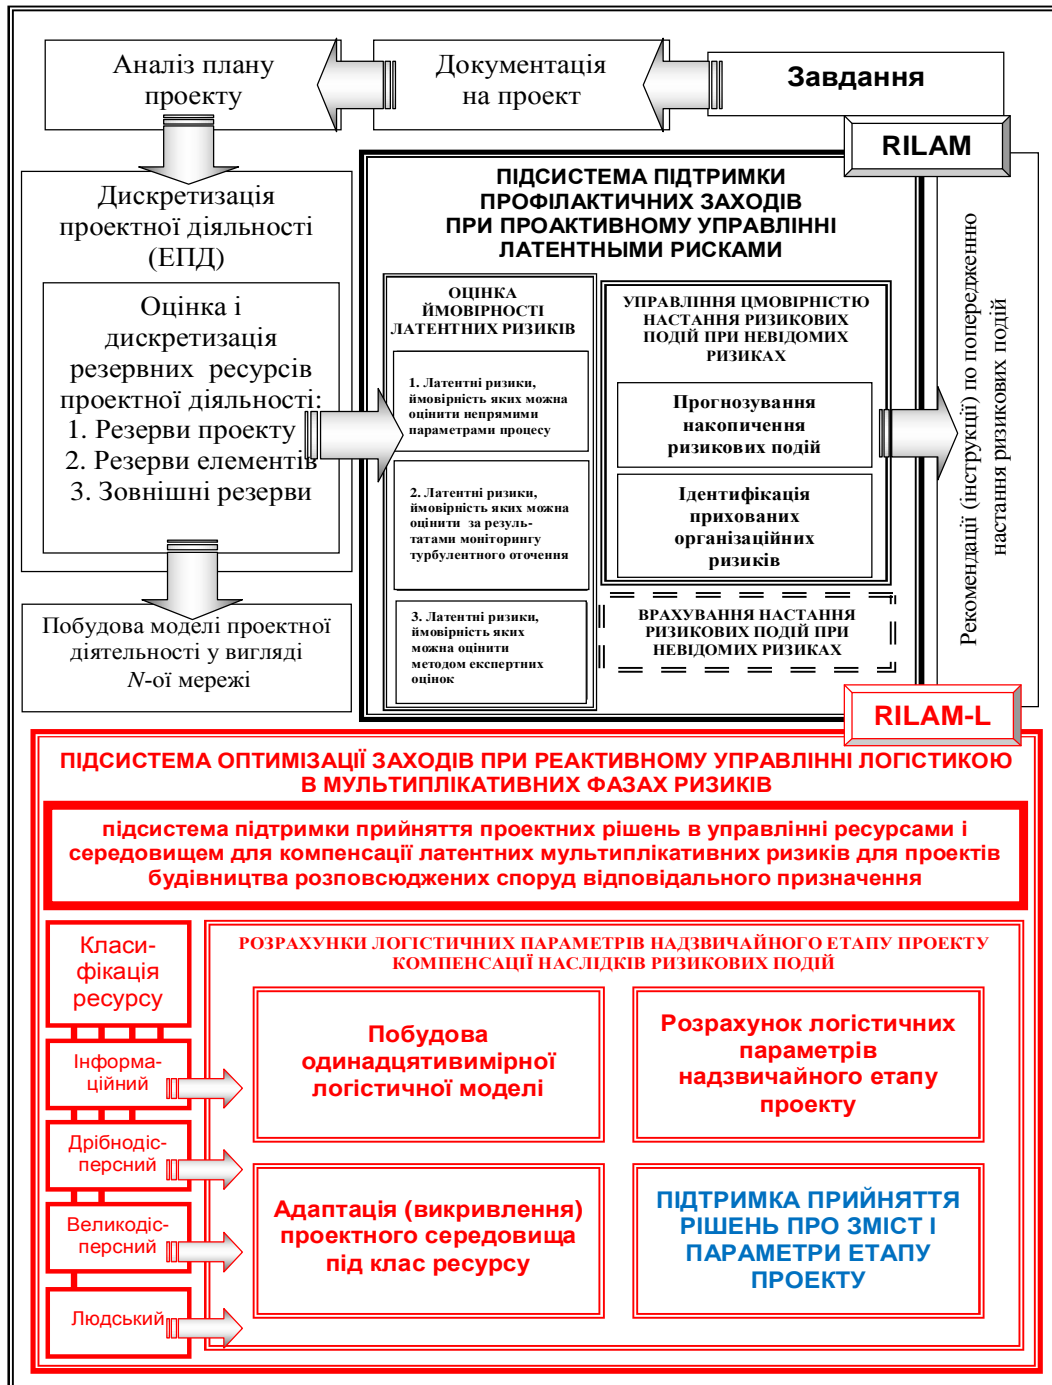 Аналіз плану
проекту
Документація
на проект
Завдання
RILAM
Дискретизація
проектної діяльності
(ЕПД)
Оцінка і
дискретизація
резервних ресурсів
проектної діяльності:
1. Резерви проекту
2. Резерви елементів
3. Зовнішні резерви
Побудова моделі проектної
діятельності у вигляді
N-ої мережі
ПІДСИСТЕМА ПІДТРИМКИ
ПРОФІЛАКТИЧНИХ ЗАХОДІВ
ПРИ ПРОАКТИВНОМУ УПРАВЛІННІ
ЛАТЕНТНЫМИ РИСКАМИ
ОЦІНКА
ЙМОВІРНОСТІ
ЛАТЕНТНИХ РИЗИКІВ
1. Латентні ризики,
ймовірність яких можна
оцінити непрямими
параметрами процесу
2. Латентні ризики,
ймовірність яких можна
оцінити за резуль-
татами моніторингу
турбулентного оточення
3. Латентні ризики,
ймовірність яких
можна оцінити
методом експертних
оцінок
УПРАВЛІННЯ ЦМОВІРНІСТЮ
НАСТАННЯ РИЗИКОВИХ
ПОДІЙ ПРИ НЕВІДОМИХ
РИЗИКАХ
Прогнозування
накопичення
ризикових подій
Ідентифікація
прихованих
організаційних
ризиків
ВРАХУВАННЯ НАСТАННЯ
РИЗИКОВИХ ПОДІЙ ПРИ
НЕВІДОМИХ РИЗИКАХ
Рекомендації (інструкції) по попередженню
настання ризикових подій
RILAM-L
ПІДСИСТЕМА ОПТИМІЗАЦІЇ ЗАХОДІВ ПРИ РЕАКТИВНОМУ УПРАВЛІННІ ЛОГІСТИКОЮ
В МУЛЬТИПЛІКАТИВНИХ ФАЗАХ РИЗИКІВ
підсистема підтримки прийняття проектних рішень в управлінні ресурсами і
середовищем для компенсації латентних мультиплікативних ризиків для проектів
будівництва розповсюджених споруд відповідального призначення
Класи-
фікація
ресурсу
Інформа-
ційний
Дрібнодіс-
персний
Великодіс-
персний
Людський
РОЗРАХУНКИ ЛОГІСТИЧНИХ ПАРАМЕТРІВ НАДЗВИЧАЙНОГО ЕТАПУ ПРОЕКТУ
КОМПЕНСАЦІЇ НАСЛІДКІВ РИЗИКОВИХ ПОДІЙ
Побудова
одинадцятивимірної
логістичної моделі
Розрахунок логістичних
параметрів
надзвичайного етапу
проекту
Адаптація (викривлення)
проектного середовища
під клас ресурсу
ПІДТРИМКА ПРИЙНЯТТЯ
РІШЕНЬ ПРО ЗМІСТ І
ПАРАМЕТРИ ЕТАПУ
ПРОЕКТУ